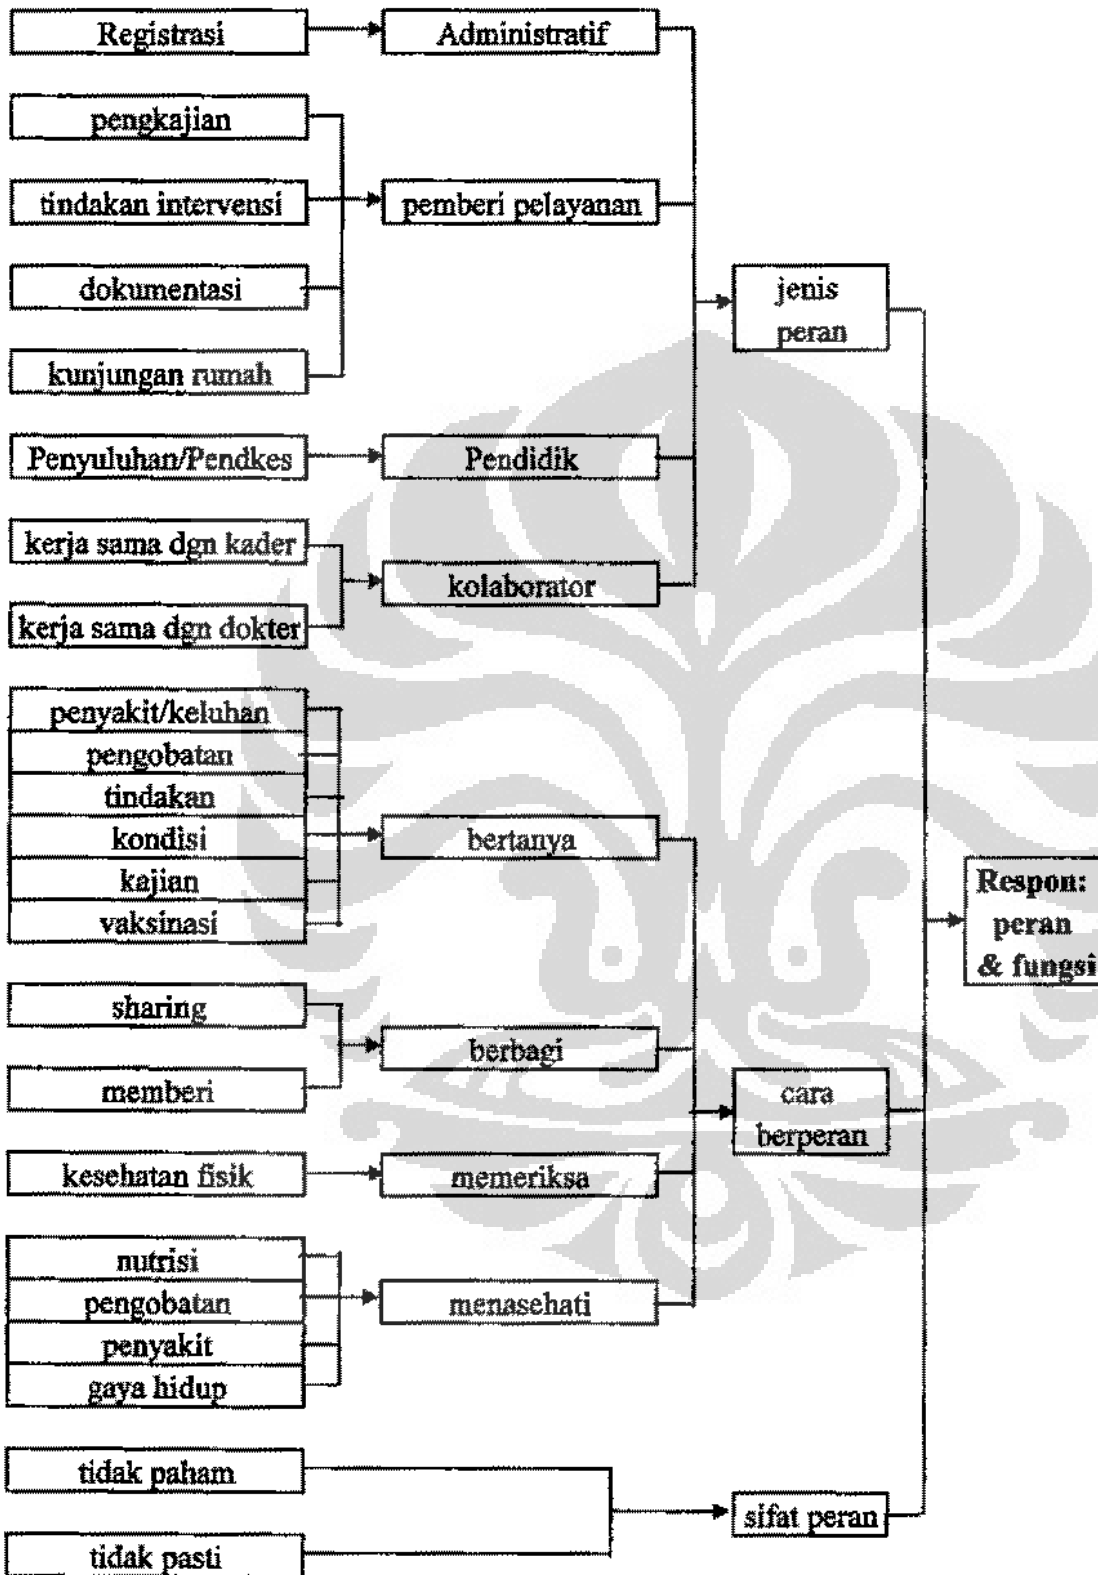 Registrasi
Administratif
pengkajian
tindakan intervensi
pemberi pelayanan
dokumentasi
jenis
peran
kunjungan rumah
Penyuluhan/Pendkes
Pendidik
kerja sama dgn kader
kolaborator
kerja sama dgn dokter
penyakit/keluhan
pengobatan
tindakan
kondisi
bertanya
kajian
vaksinasi
Respon:
peran
& fungsi
sharing
berbagi
memberi
cara
berperan
kesehatan fisik
memeriksa
nutrisi
pengobatan
menasehati
penyakit
gaya hidup
tidak paham
sifat peran
tidak pasti